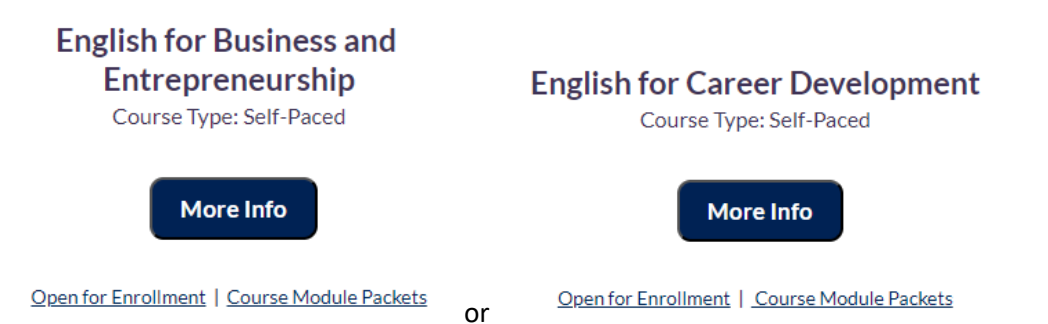 English for Business and
Entrepreneurship
Course Type: Self-Paced
More Info
Open for Enrollment | Course Module Packets
or
English for Career Development
Course Type: Self-Paced
More Info
Open for Enrollment | Course Module Packets